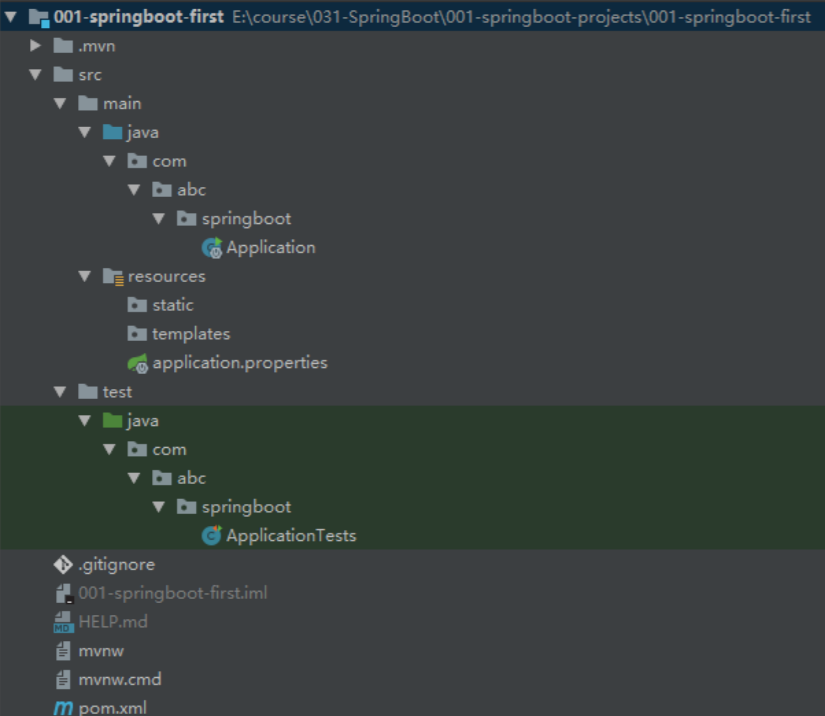 001-springboot-first E:\course\031-SpringBoot\001-springboot-projects\001-springboot-first
.mvn
src
main
java
com
abc
springboot
Application
resources
static
templates
application.properties
test
java
com
abc
springboot
ApplicationTests
.gitignore
001-springboot-first.iml
HELP.md
mvnw
mvnw.cmd
pom.xml